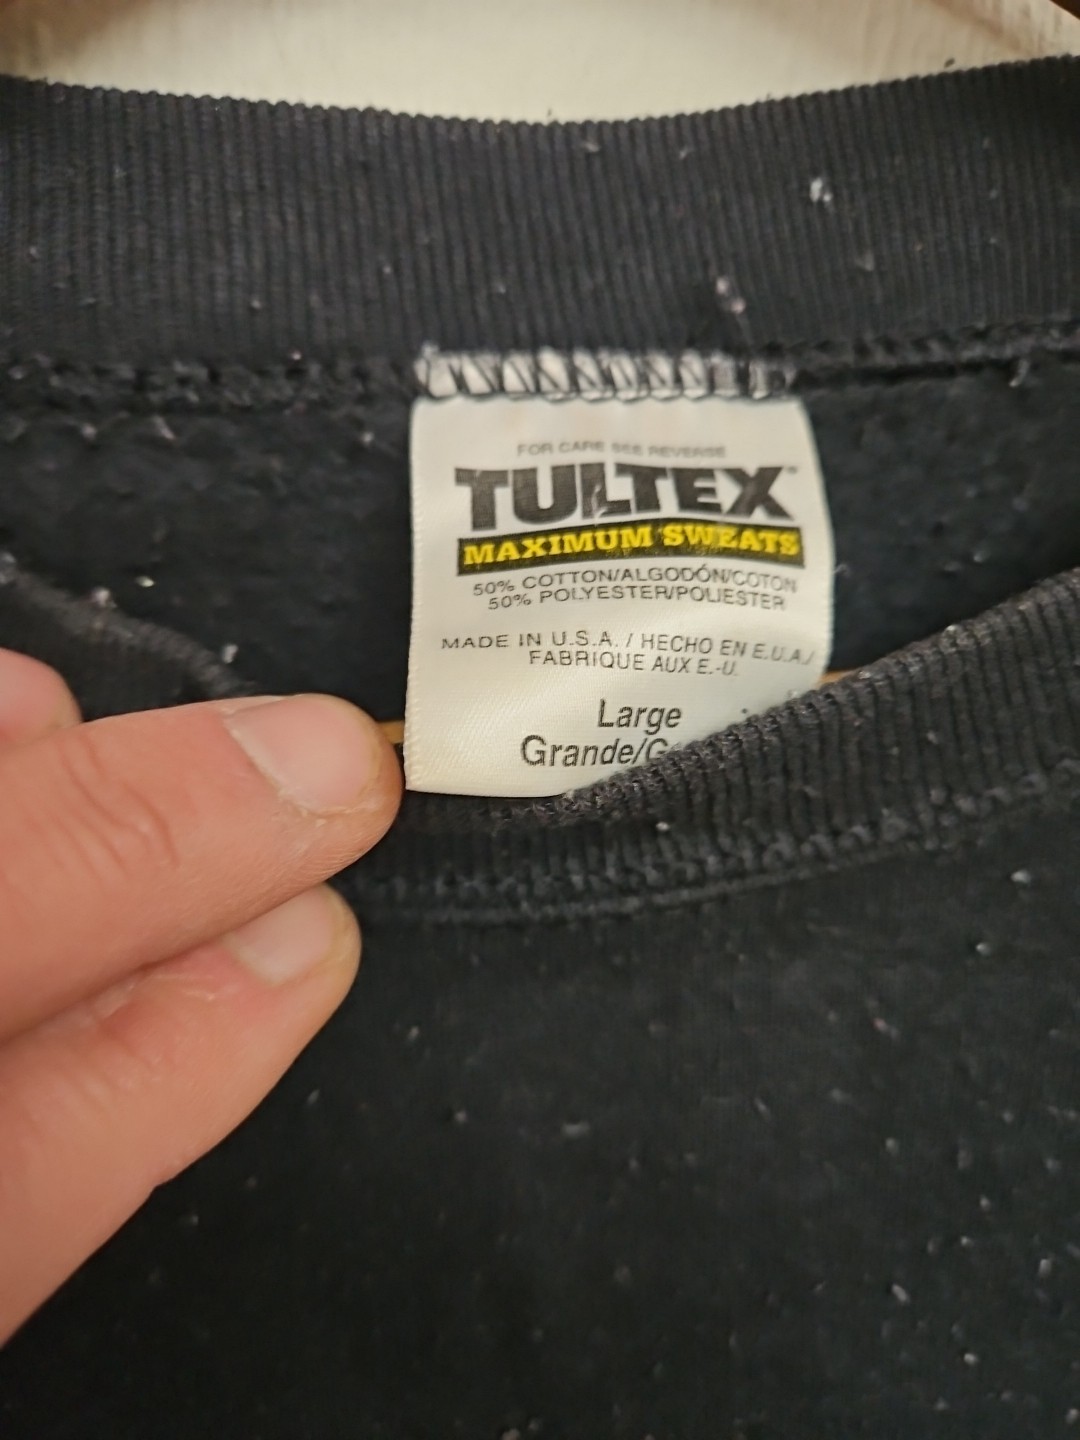 FOR CARE SEE REVERSE
TULTEX
MAXIMUM SWEATS
50% COTTON/ALGODÓN/COTON
50% POLYESTER/POLIESTER
MADE IN U.S.A. / HECHO EN E.U.A./
FABRIQUE AUX E.-U.
Large
Grande/G